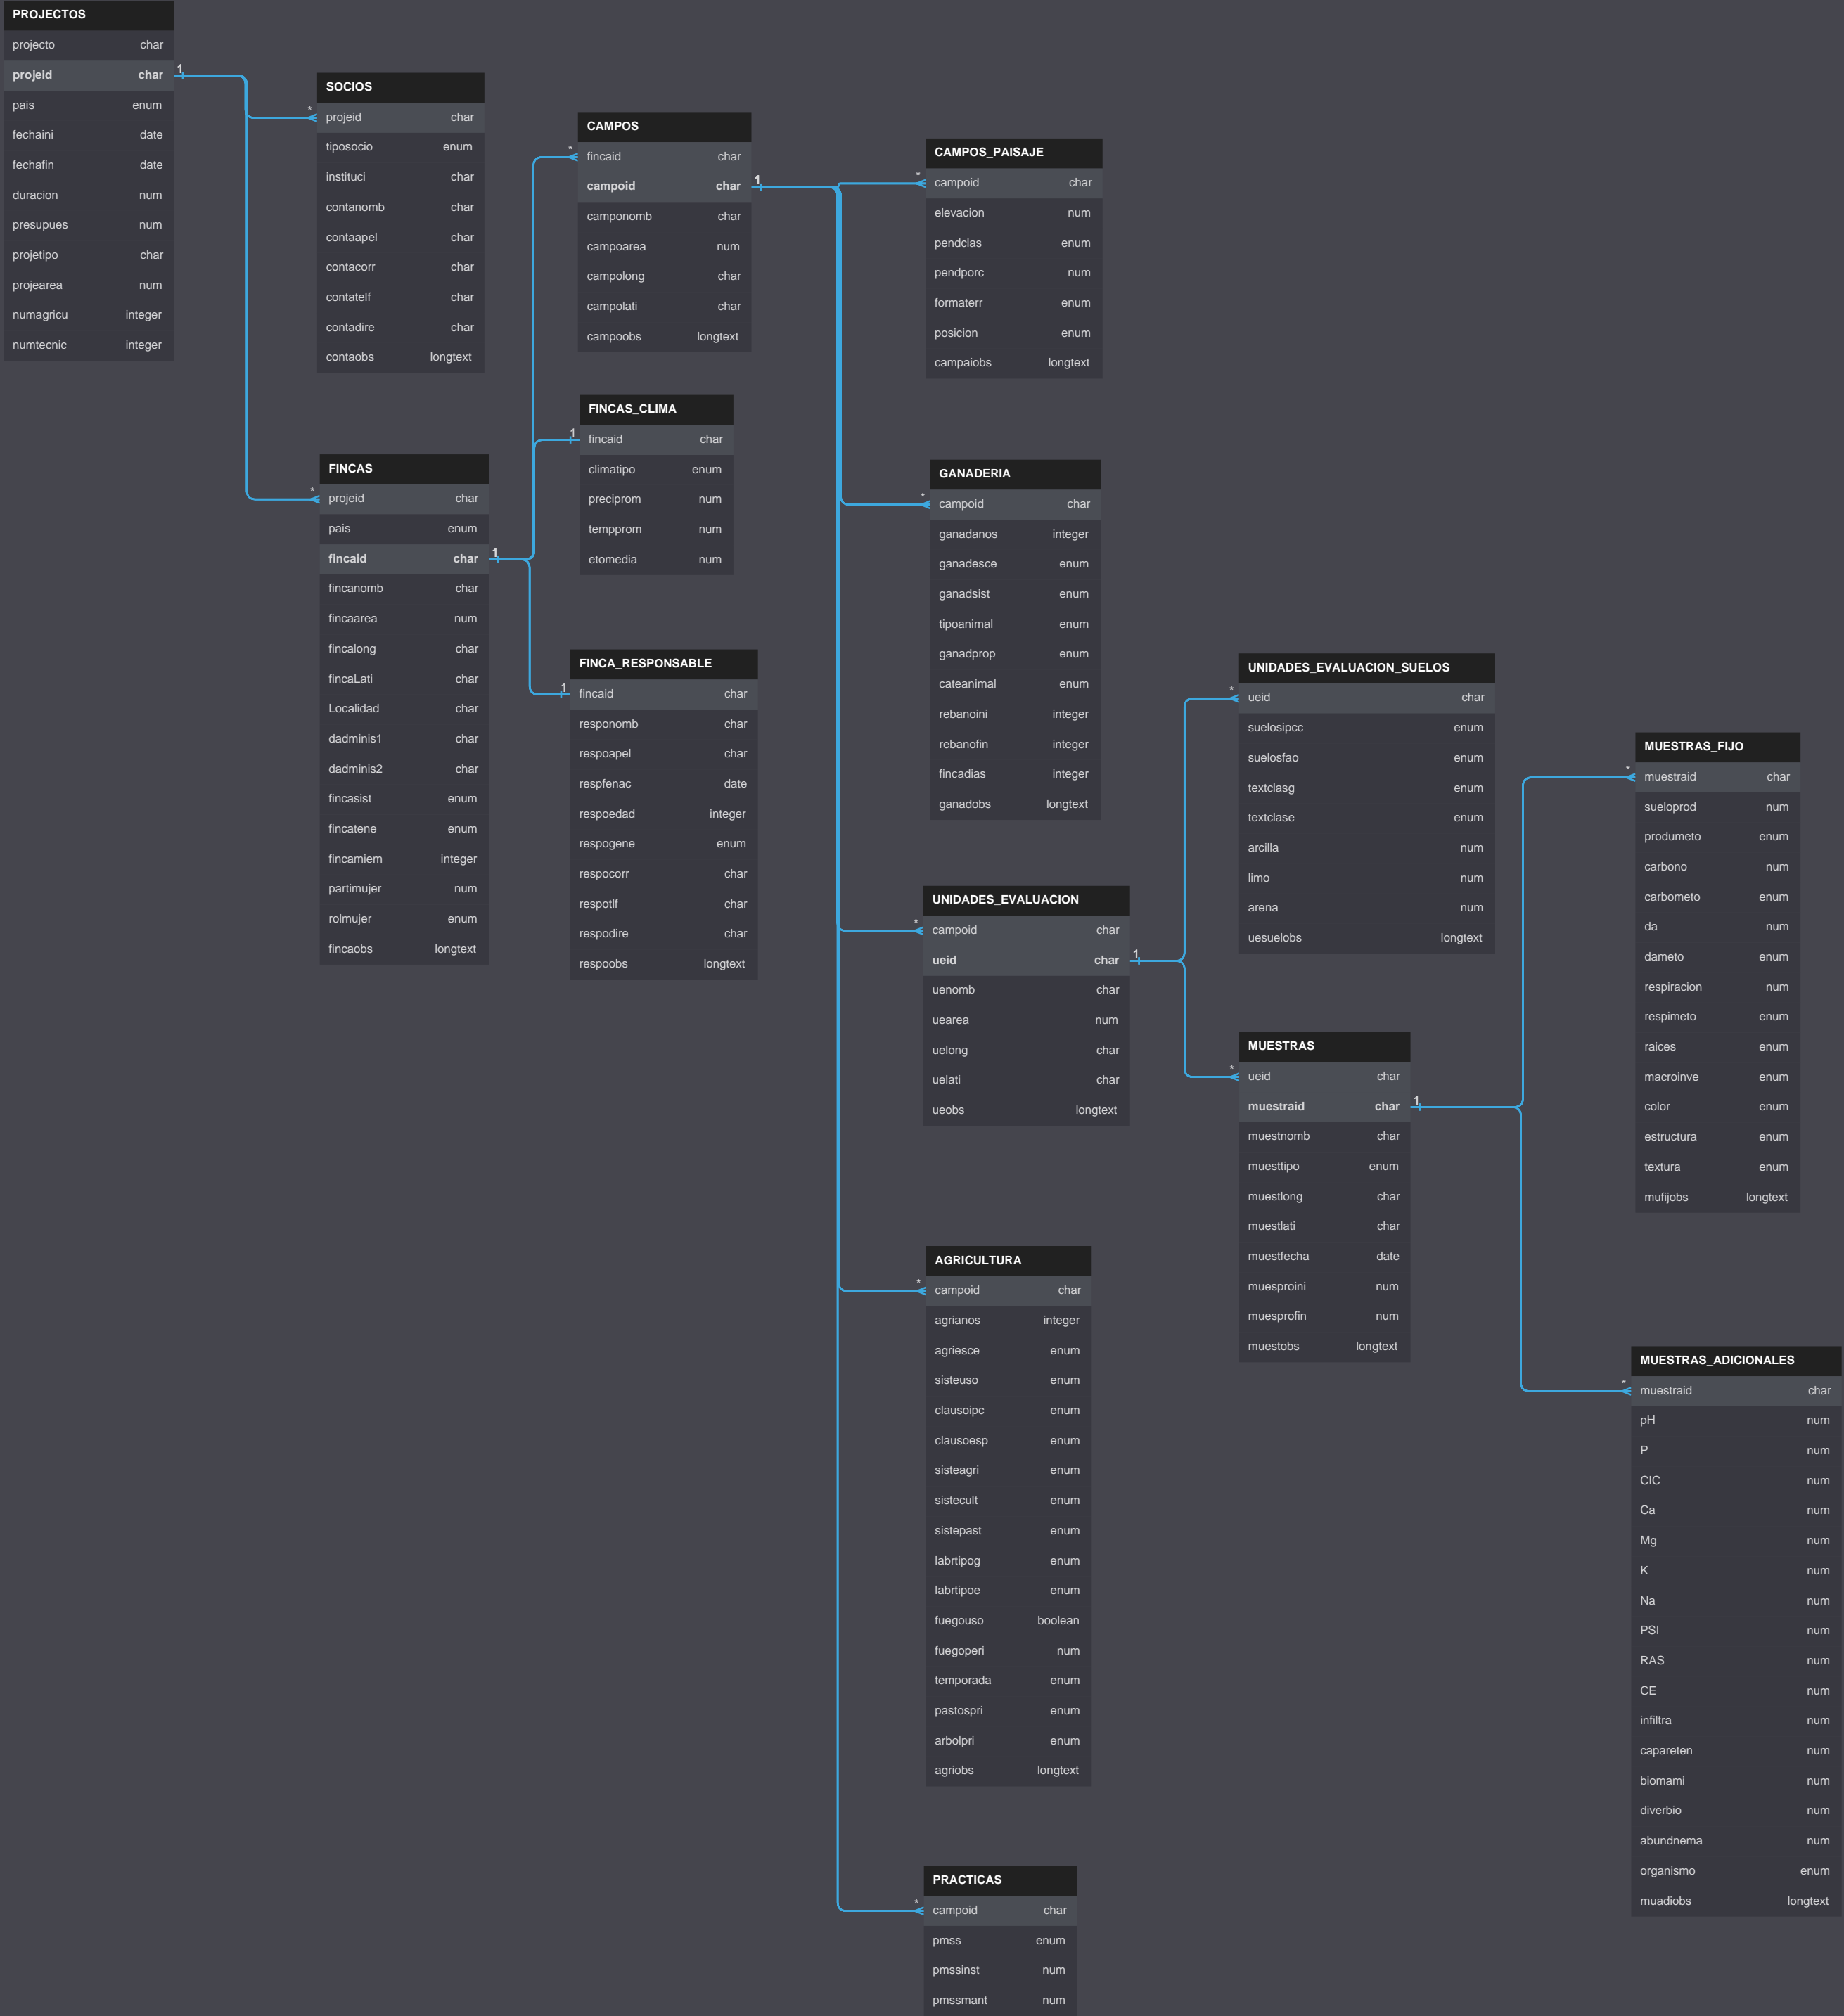 PROJECTOS
projecto char
projeid char
pais enum
fechaini date
fechafin date
duracion num
presupues num
projetipo char
projearea num
numagricu integer
numtecnic integer
1
SOCIOS
* projeid char
tiposocio enum
instituci char
contanomb char
contaapel char
contacorr char
contatelf char
contadire char
contaobs longtext
FINCAS
* projeid char
pais enum
fincaid char 1
fincanomb char
fincaarea num
fincalong char
fincaLati char
Localidad char
dadminis1 char
dadminis2 char
fincasist enum
fincatene enum
fincamiem integer
partimujer num
rolmujer enum
fincaobs longtext
CAMPOS
* fincaid char
campoid char 1
camponomb char
campoarea num
campolong char
campolati char
campoobs longtext
FINCAS_CLIMA
1 fincaid char
climatipo enum
preciprom num
tempprom num
etomedia num
FINCA_RESPONSABLE
1 fincaid char
responomb char
respoapel char
respfenac date
respoedad integer
respogene enum
respocorr char
respotlf char
respodire char
respoobs longtext
CAMPOS_PAISAJE
* campoid char
elevacion num
pendclas enum
pendporc num
formaterr enum
posicion enum
campaiobs longtext
GANADERIA
* campoid char
ganadanos integer
ganadesce enum
ganadsist enum
tipoanimal enum
ganadprop enum
cateanimal enum
rebanoini integer
rebanofin integer
fincadias integer
ganadobs longtext
UNIDADES_EVALUACION
* campoid char
ueid char 1
uenomb char
uearea num
uelong char
uelati char
ueobs longtext
AGRICULTURA
* campoid char
agrianos integer
agriesce enum
sisteuso enum
clausoipc enum
clausoesp enum
sisteagri enum
sistecult enum
sistepast enum
labrtipog enum
labrtipoe enum
fuegouso boolean
fuegoperi num
temporada enum
pastospri enum
arbolpri enum
agriobs longtext
PRACTICAS
* campoid char
pmss enum
pmssinst num
pmssmant num
UNIDADES_EVALUACION_SUELOS
* ueid char
suelosipcc enum
suelosfao enum
textclasg enum
textclase enum
arcilla num
limo num
arena num
uesuelobs longtext
MUESTRAS
* ueid char
muestraid char 1
muestnomb char
muesttipo enum
muestlong char
muestlati char
muestfecha date
muesproini num
muesprofin num
muestobs longtext
MUESTRAS_FIJO
* muestraid char
sueloprod num
produmeto enum
carbono num
carbometo enum
da num
dameto enum
respiracion num
respimeto enum
raices enum
macroinve enum
color enum
estructura enum
textura enum
mufijobs longtext
MUESTRAS_ADICIONALES
* muestraid char
pH num
P num
CIC num
Ca num
Mg num
K num
Na num
PSI num
RAS num
CE num
infiltra num
capareten num
biomami num
diverbio num
abundnema num
organismo enum
muadiobs longtext